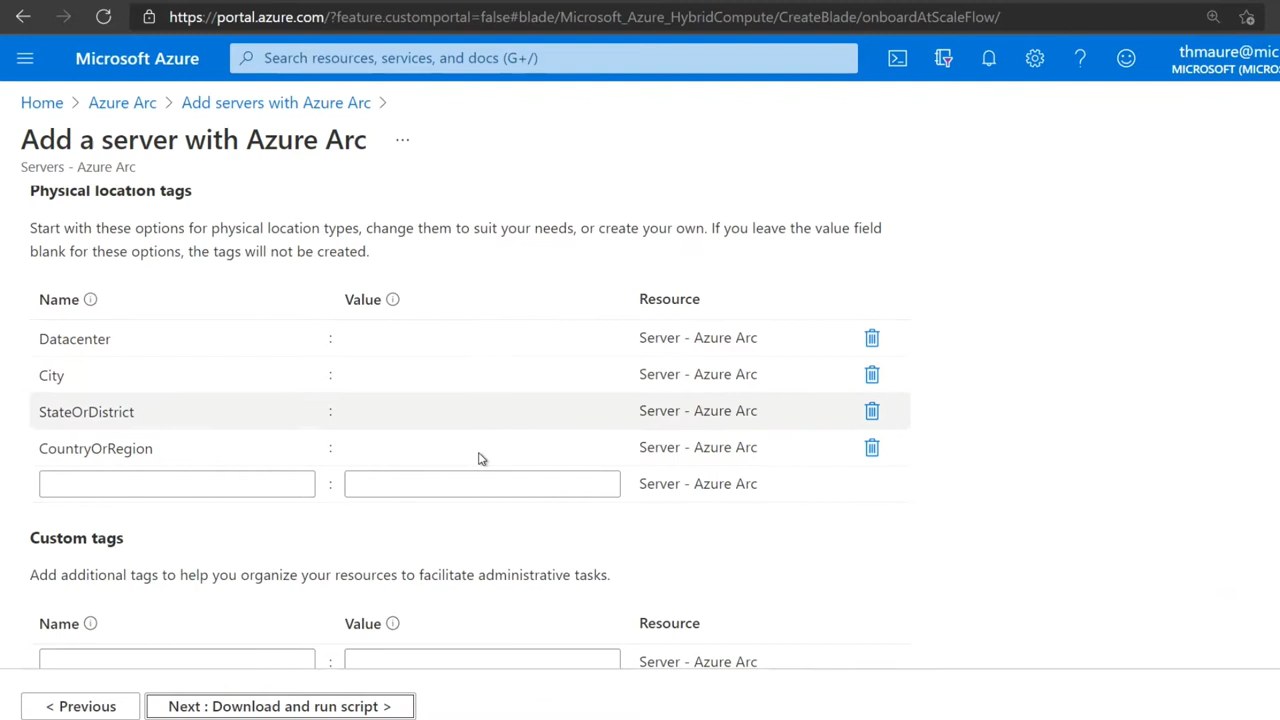 https://portal.azure.com/?feature.customportal=false#blade/Microsoft_Azure_HybridCompute/CreateBlade/onboardAtScaleFlow/
Microsoft Azure
Search resources, services, and docs (G+/)
thmaure@mic
MICROSOFT (MICROS
Home > Azure Arc > Add servers with Azure Arc >
Add a server with Azure Arc ...
Servers - Azure Arc
Physical location tags
Start with these options for physical location types, change them to suit your needs, or create your own. If you leave the value field
blank for these options, the tags will not be created.
Name Value Resource
Datacenter : Server - Azure Arc
City : Server - Azure Arc
StateOrDistrict : Server - Azure Arc
CountryOrRegion : Server - Azure Arc
: Server - Azure Arc
Custom tags
Add additional tags to help you organize your resources to facilitate administrative tasks.
Name Value Resource
: Server - Azure Arc
< Previous
Next : Download and run script >